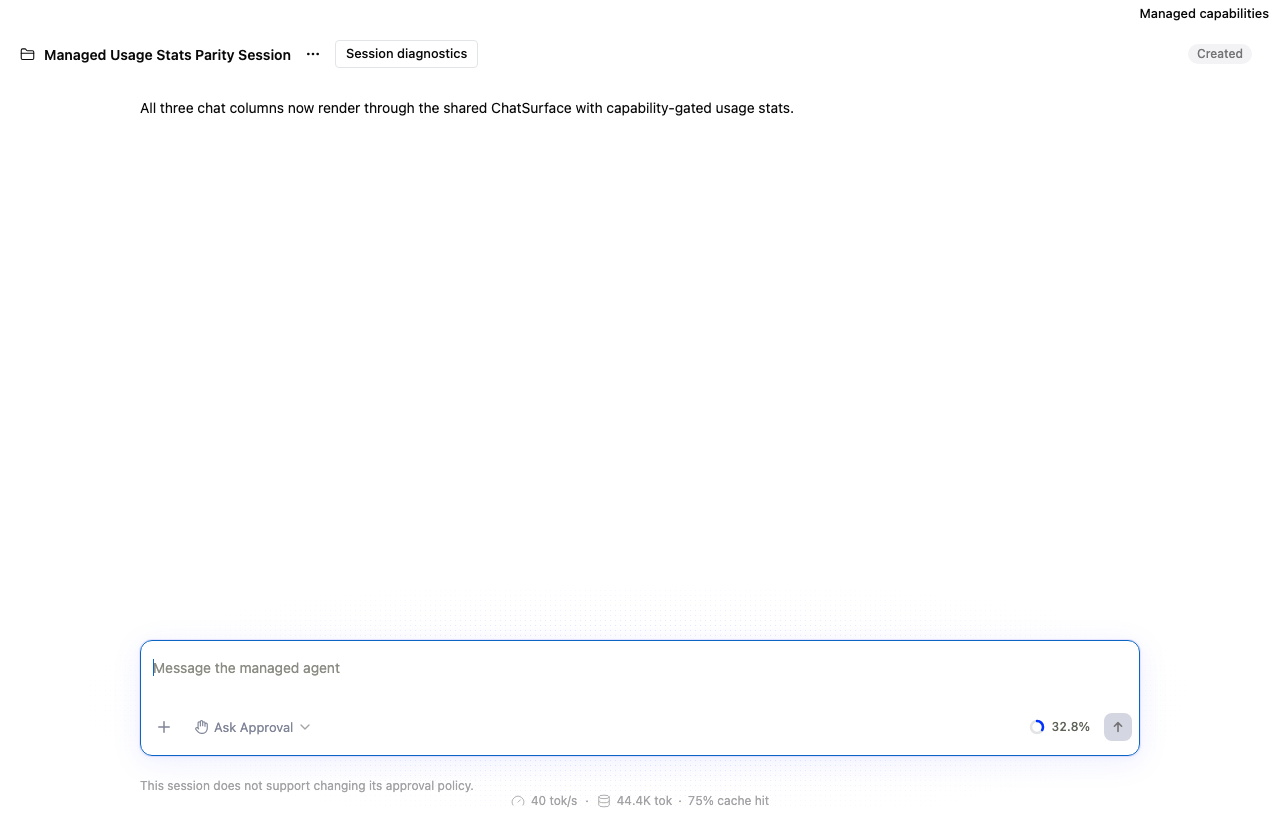 Managed capabilities
Managed Usage Stats Parity Session ··· Session diagnostics Created
All three chat columns now render through the shared ChatSurface with capability-gated usage stats.
Message the managed agent
Ask Approval 32.8%
This session does not support changing its approval policy.
40 tok/s · 44.4K tok · 75% cache hit